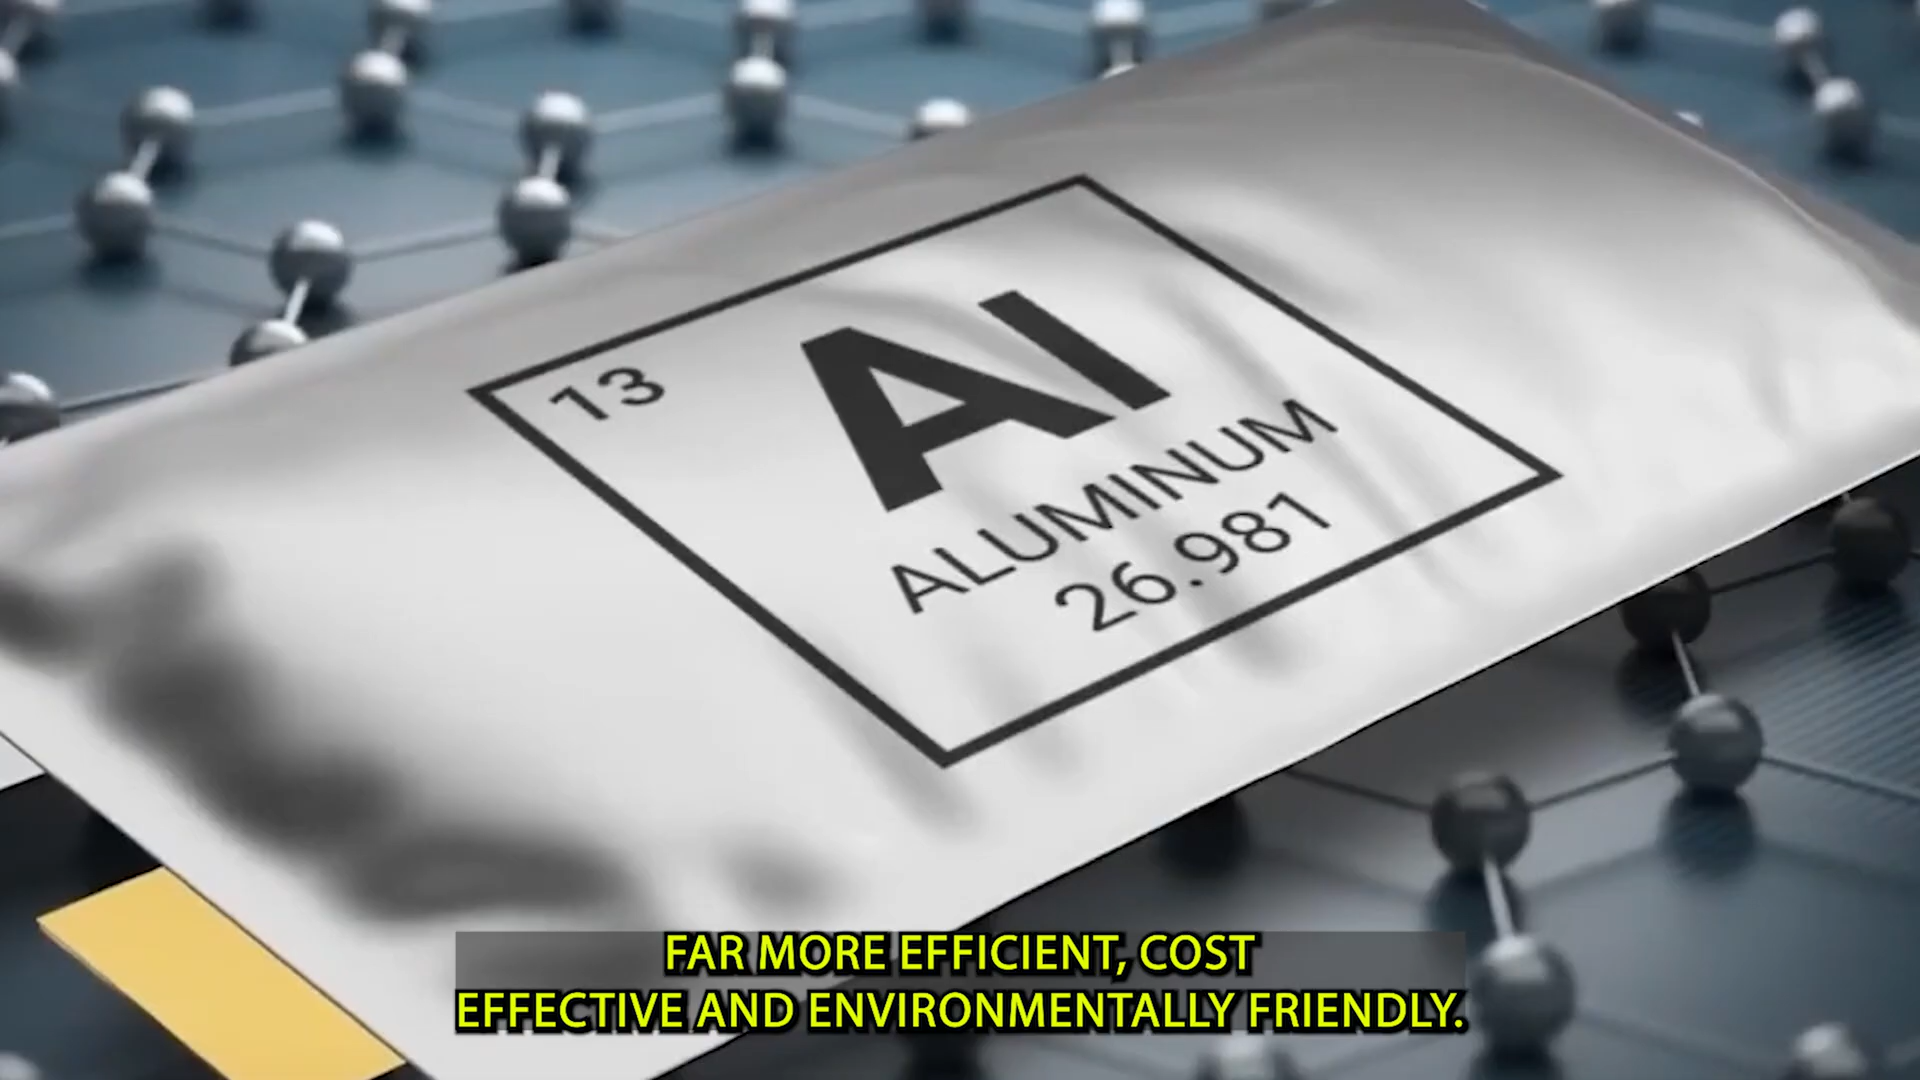 13
Al
ALUMINUM
26.981
FAR MORE EFFICIENT, COST
EFFECTIVE AND ENVIRONMENTALLY FRIENDLY.